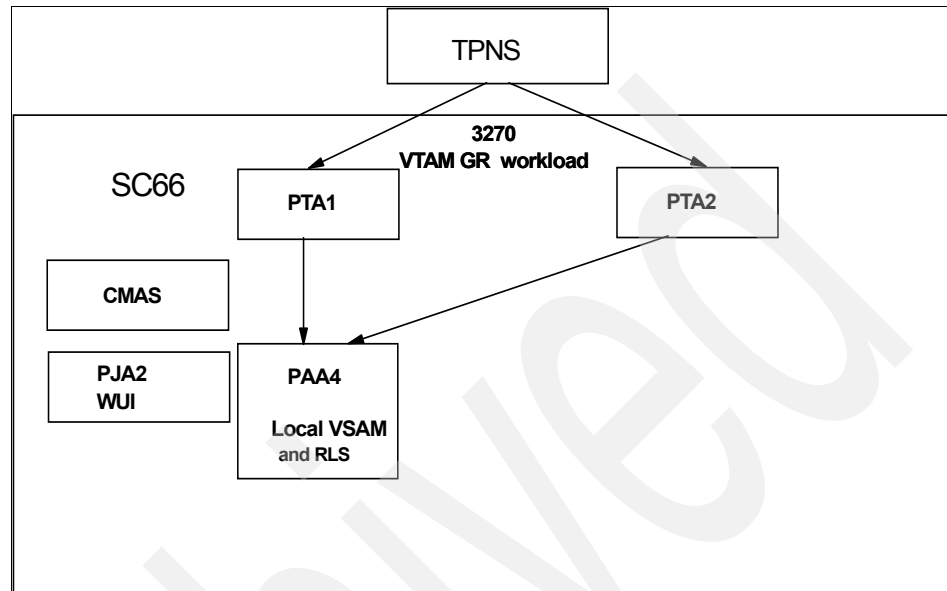 TPNS
3270
VTAM GR workload
SC66
PTA1
PTA2
CMAS
PJA2
WUI
PAA4
Local VSAM
and RLS